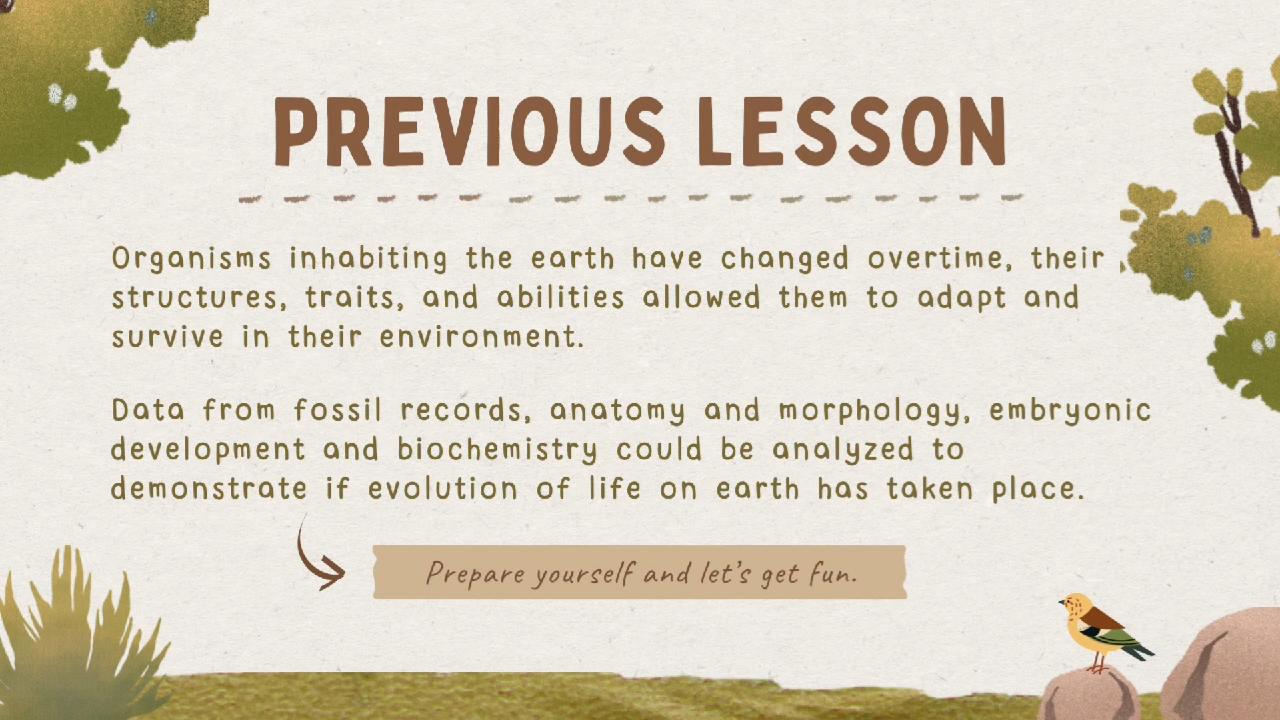 PREVIOUS LESSON
Organisms inhabiting the earth have changed overtime, their
structures, traits, and abilities allowed them to adapt and
survive in their environment.
Data from fossil records, anatomy and morphology, embryonic
development and biochemistry could be analyzed to
demonstrate if evolution of life on earth has taken place.
Prepare yourself and let's get fun.